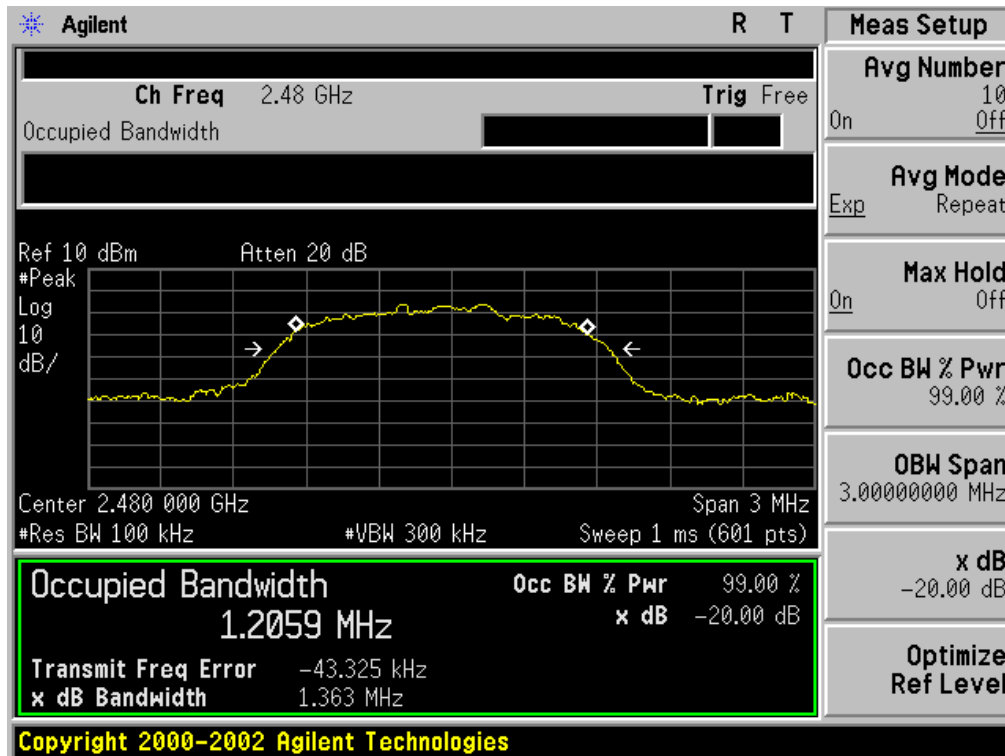 Agilent R T
Ch Freq 2.48 GHz Trig Free
Occupied Bandwidth
Ref 10 dBm Atten 20 dB
#Peak
Log
10
dB/
Center 2.480 000 GHz Span 3 MHz
#Res BW 100 kHz #VBW 300 kHz Sweep 1 ms (601 pts)
Occupied Bandwidth Occ BW % Pwr 99.00 %
1.2059 MHz x dB -20.00 dB
Transmit Freq Error -43.325 kHz
x dB Bandwidth 1.363 MHz
Copyright 2000-2002 Agilent Technologies
Meas Setup
Avg Number
10
On Off
Avg Mode
Exp Repeat
Max Hold
On Off
Occ BW % Pwr
99.00 %
OBW Span
3.00000000 MHz
x dB
-20.00 dB
Optimize
Ref Level